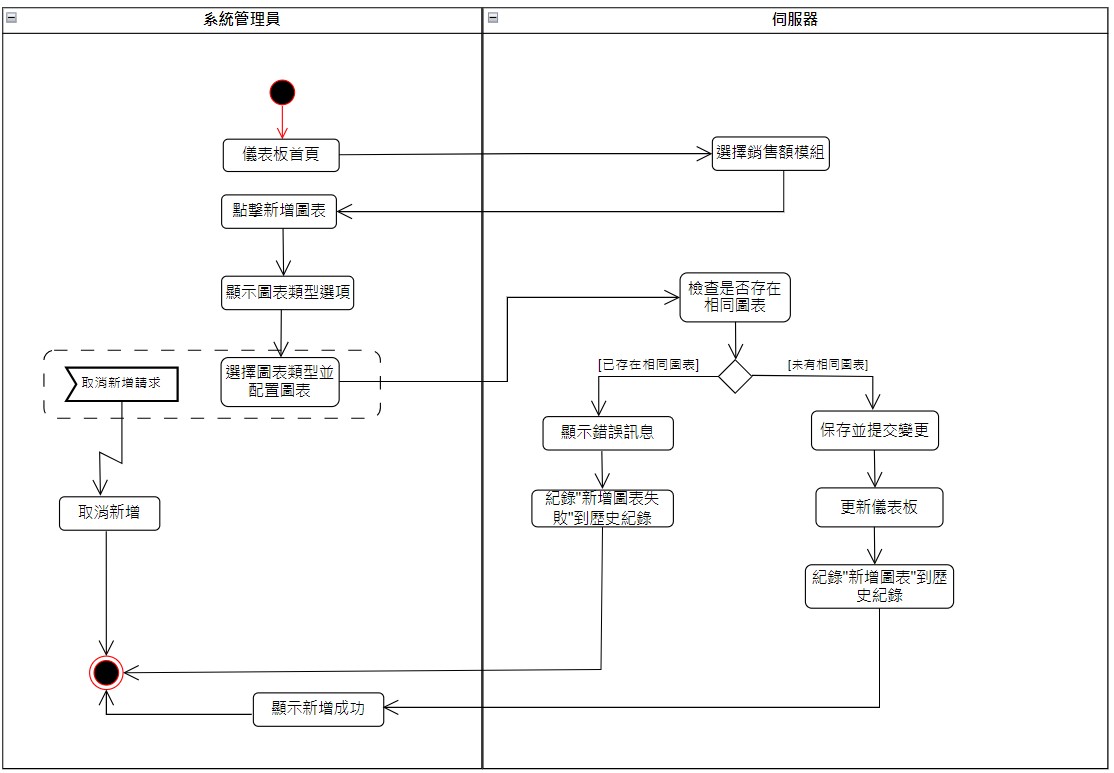 系統管理員
伺服器
儀表板首頁
選擇銷售額模組
點擊新增圖表
顯示圖表類型選項
檢查是否存在
相同圖表
取消新增請求
選擇圖表類型並
配置圖表
[已存在相同圖表]
[未有相同圖表]
顯示錯誤訊息
保存並提交變更
紀錄"新增圖表失
敗"到歷史紀錄
更新儀表板
取消新增
紀錄"新增圖表"到歷
史紀錄
顯示新增成功